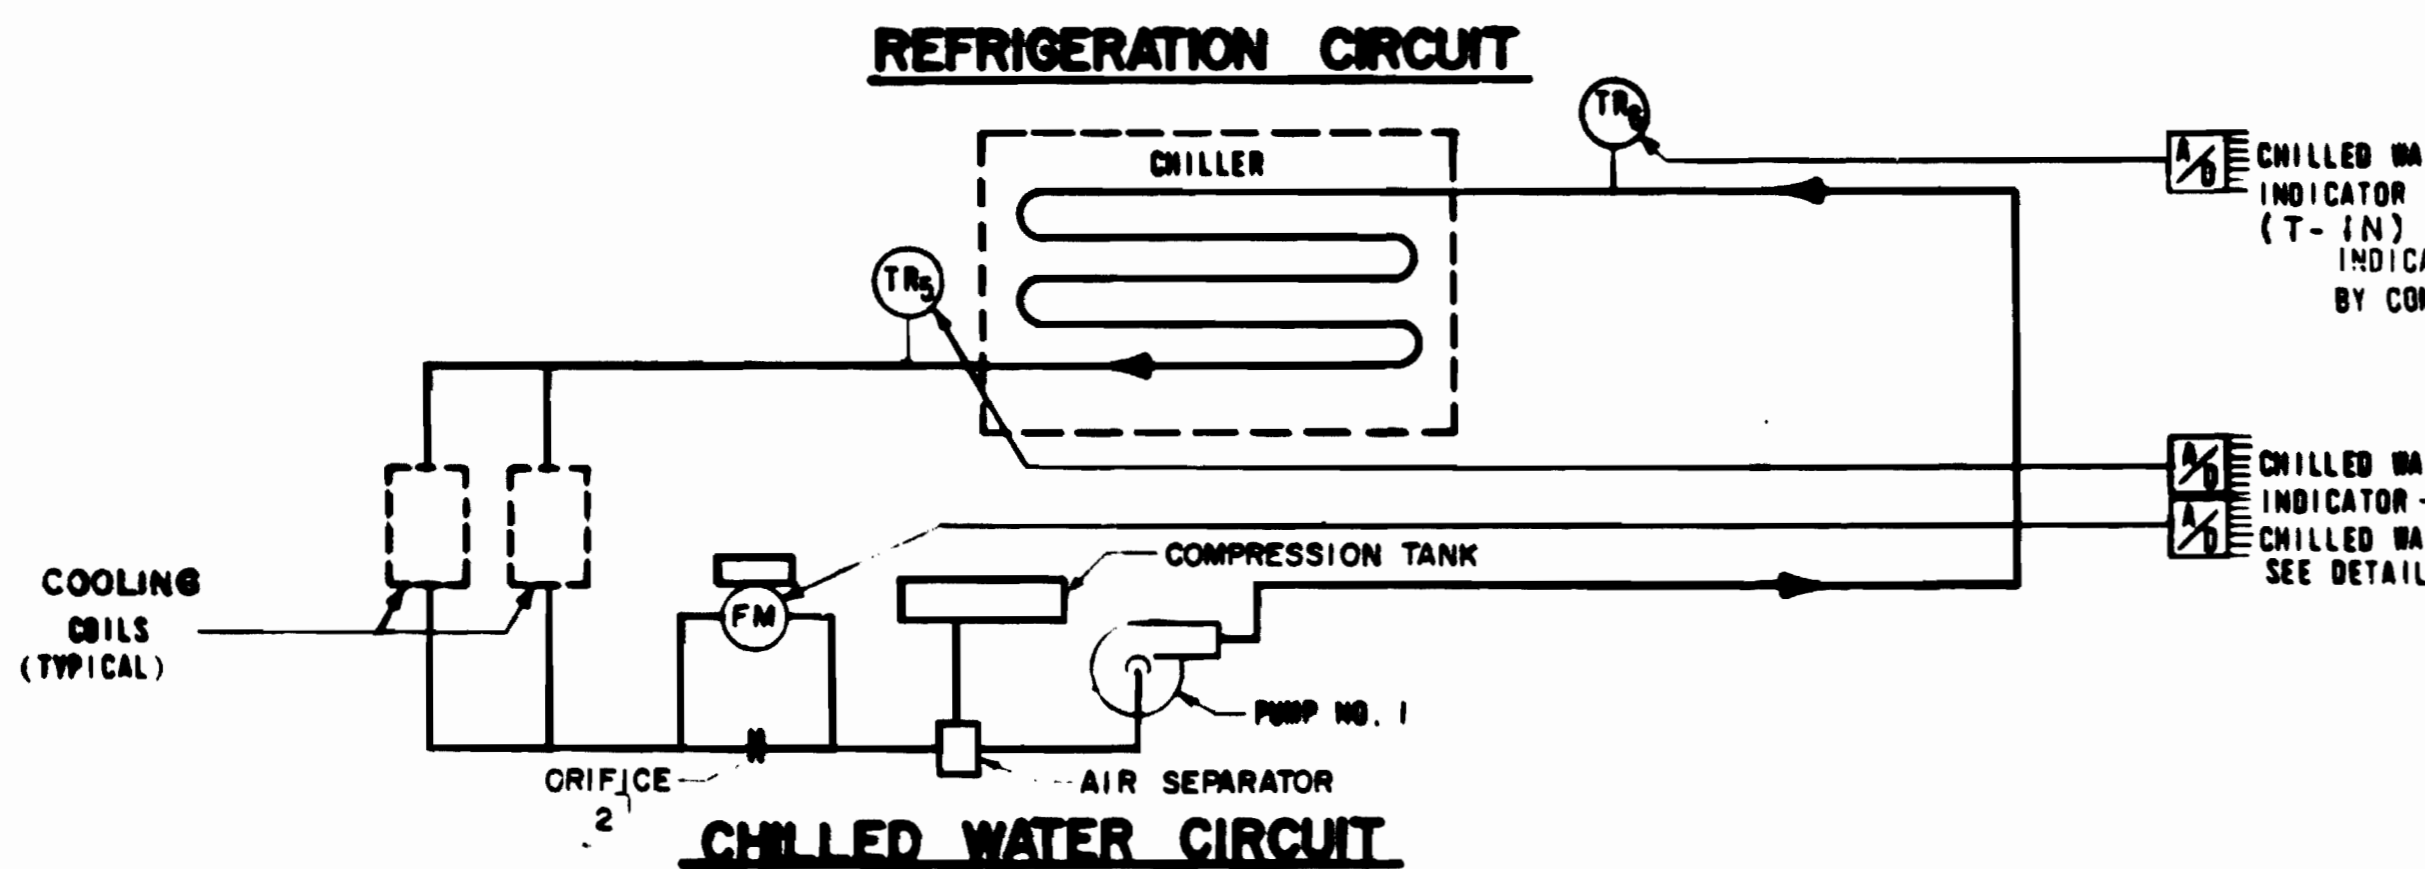 REFRIGERATION CIRCUIT
TR6
CHILLER
A/D
CHILLED WA
INDICATOR
(T-IN)
INDICA
BY CON
TR5
A/D
CHILLED WA
INDICATOR -
A/D
CHILLED WA
SEE DETAIL
COMPRESSION TANK
COOLING
COILS
(TYPICAL)
FM
PUMP NO. 1
ORIFICE
2
AIR SEPARATOR
CHILLED WATER CIRCUIT